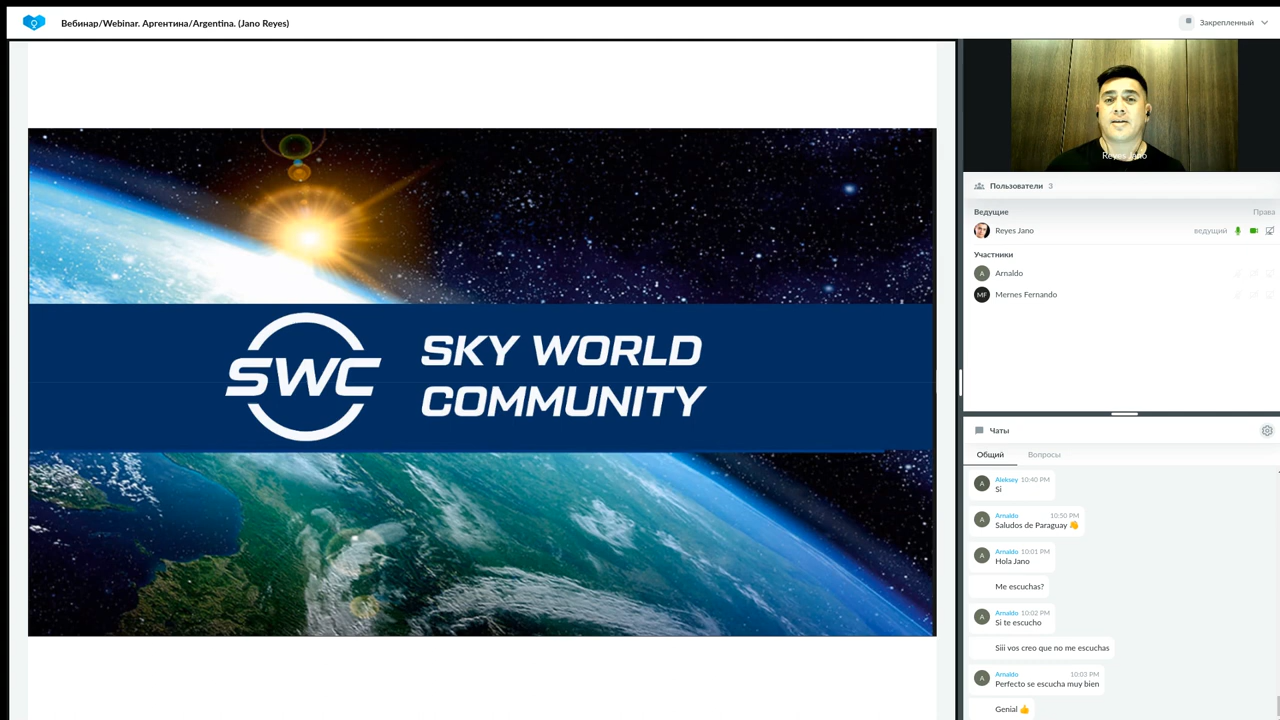 Вебинар/Webinar. Аргентина/Argentina. (Jano Reyes)
Закрепленный
SWC
SKY WORLD
COMMUNITY
Reyes Jano
Пользователи 3
Ведущие Права
Reyes Jano ведущий
Участники
A Arnaldo
MF Mernes Fernando
Чаты
Общий Вопросы
A Aleksey 10:40 PM
Si
A Arnaldo 10:50 PM
Saludos de Paraguay 👋
A Arnaldo 10:01 PM
Hola Jano
Me escuchas?
A Arnaldo 10:02 PM
Si te escucho
Siii vos creo que no me escuchas
A Arnaldo 10:03 PM
Perfecto se escucha muy bien
Genial 👍